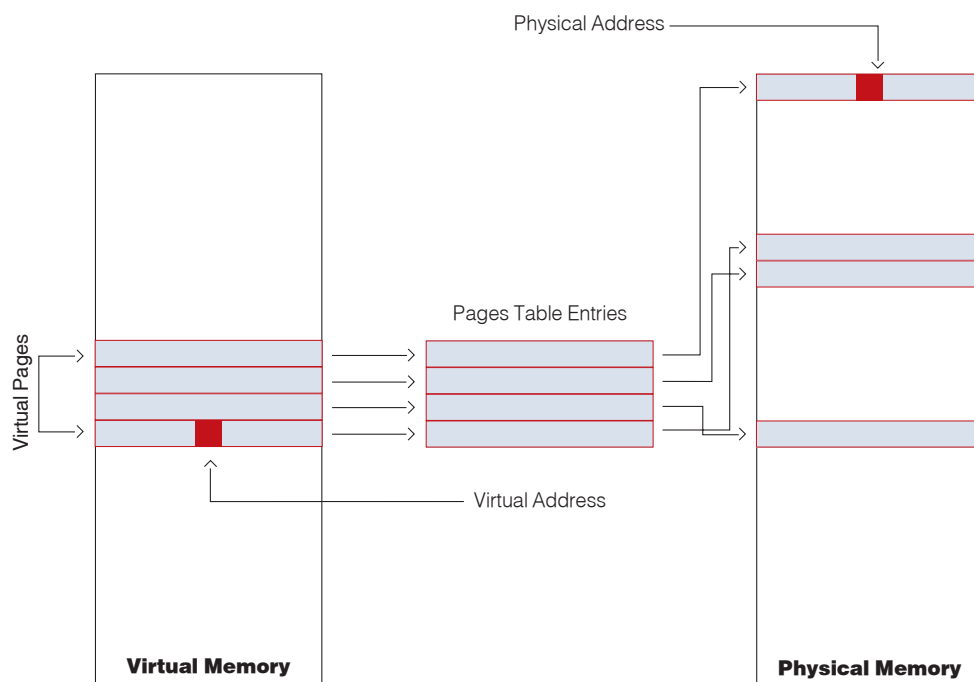 Physical Address
Pages Table Entries
Virtual Pages
Virtual Address
Virtual Memory
Physical Memory